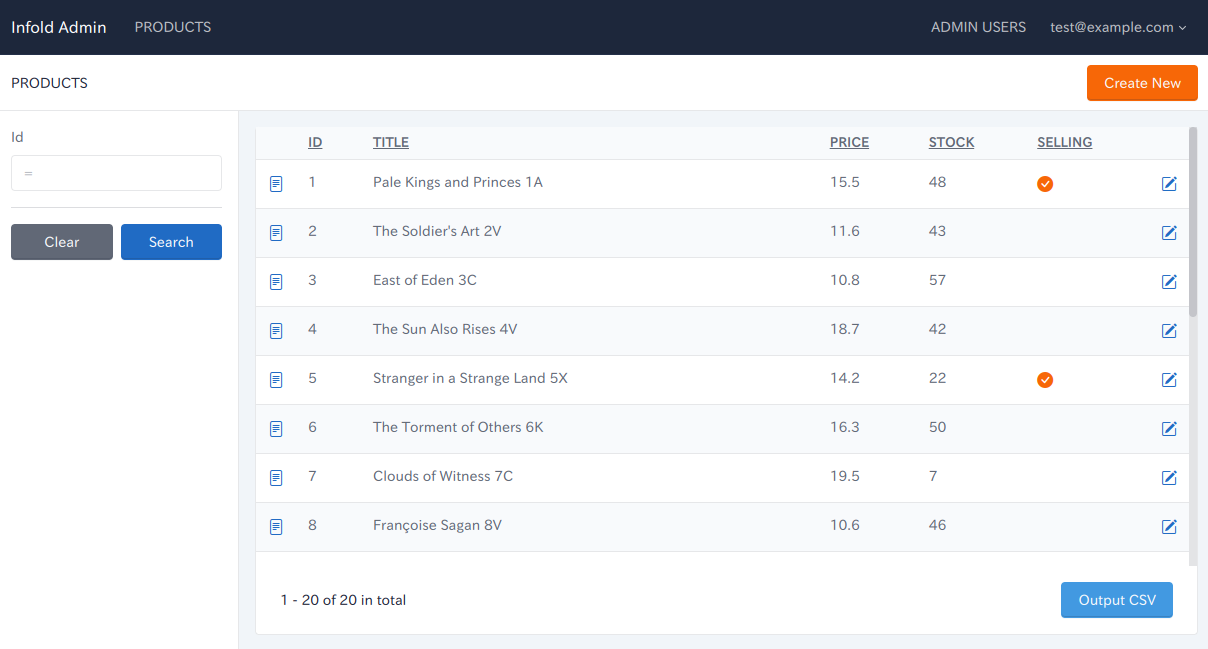 Infold Admin PRODUCTS ADMIN USERS test@example.com
PRODUCTS Create New
Id
=
Clear Search
ID TITLE PRICE STOCK SELLING
1 Pale Kings and Princes 1A 15.5 48
2 The Soldier's Art 2V 11.6 43
3 East of Eden 3C 10.8 57
4 The Sun Also Rises 4V 18.7 42
5 Stranger in a Strange Land 5X 14.2 22
6 The Torment of Others 6K 16.3 50
7 Clouds of Witness 7C 19.5 7
8 Françoise Sagan 8V 10.6 46
1 - 20 of 20 in total Output CSV